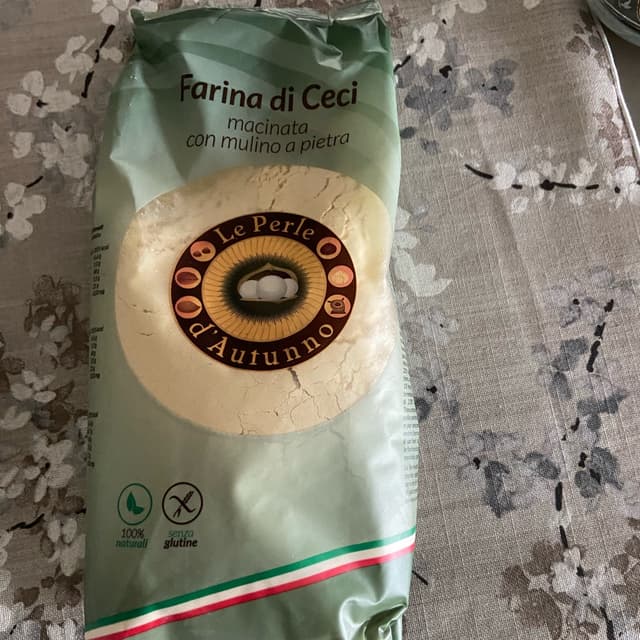 Farina di Ceci
macinata
con mulino a pietra
Le Perle
d'Autunno
100%
naturali
senza
glutine